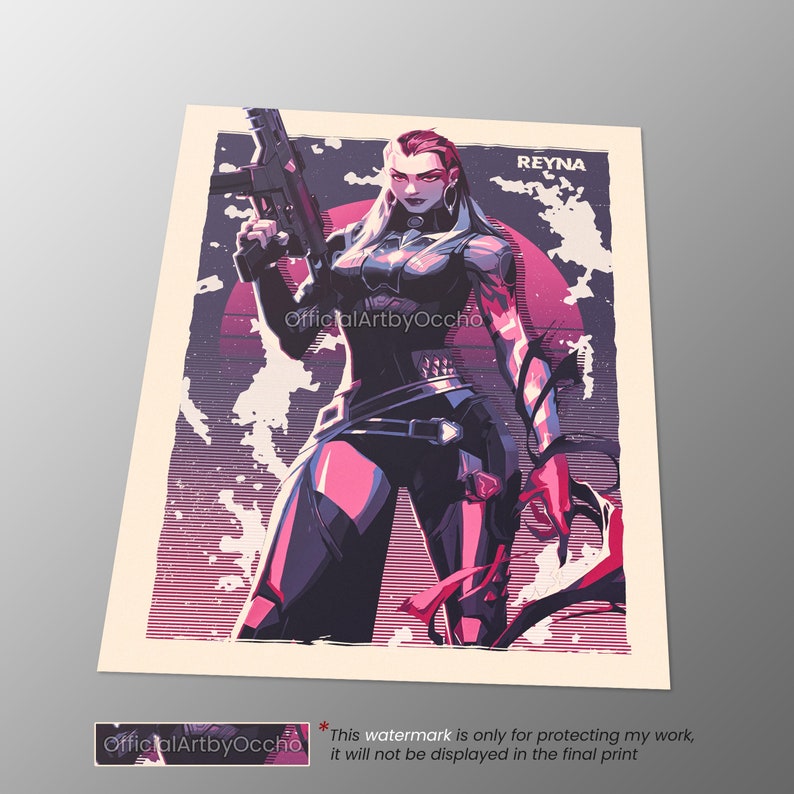 REYNA
OfficialArtbyOccho
OfficialArtbyOccho
*This watermark is only for protecting my work,
it will not be displayed in the final print